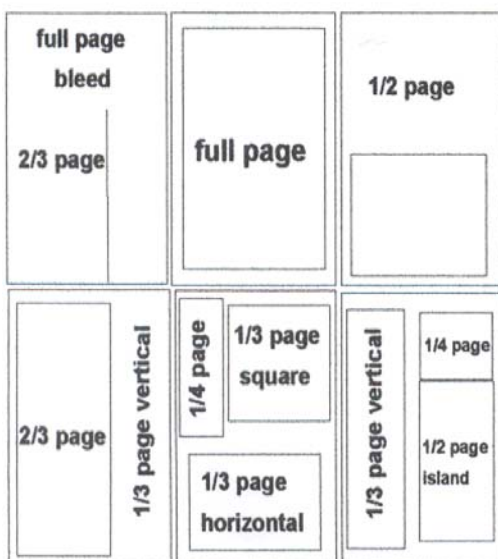 full page
bleed
2/3 page
full page
1/2 page
2/3 page
1/3 page vertical
1/4 page
1/3 page
square
1/3 page
horizontal
1/3 page vertical
1/4 page
1/2 page
island